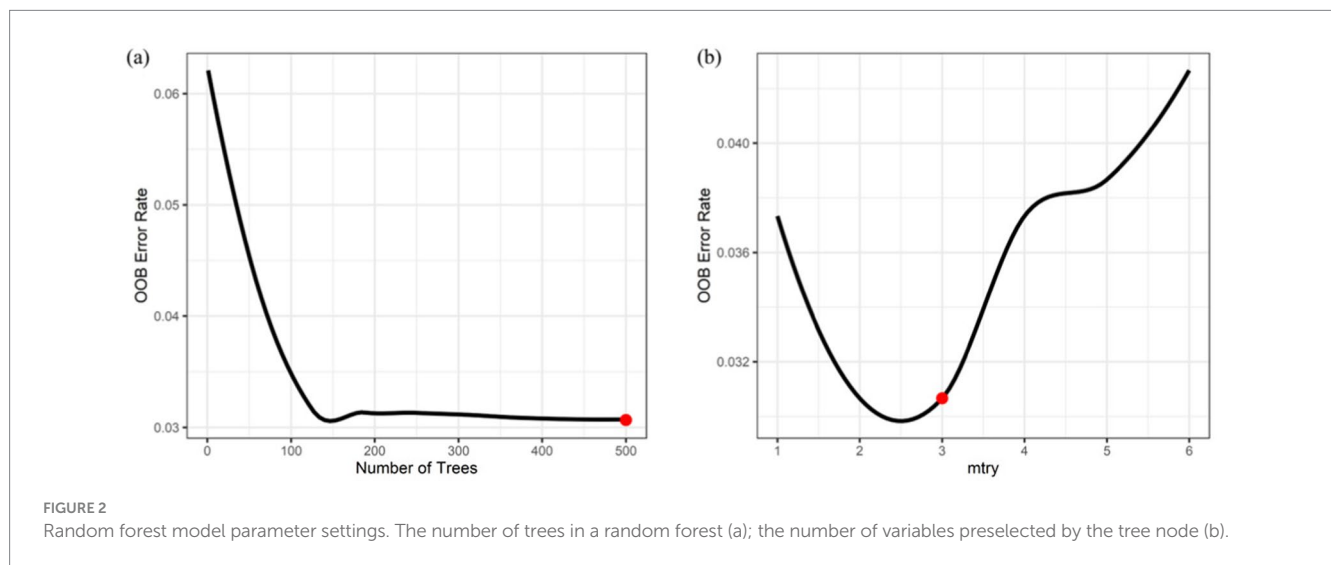 (a)
OOB Error Rate
0.06
0.05
0.04
0.03
0 100 200 300 400 500
Number of Trees
(b)
OOB Error Rate
0.040
0.036
0.032
1 2 3 4 5 6
mtry
FIGURE 2
Random forest model parameter settings. The number of trees in a random forest (a); the number of variables preselected by the tree node (b).